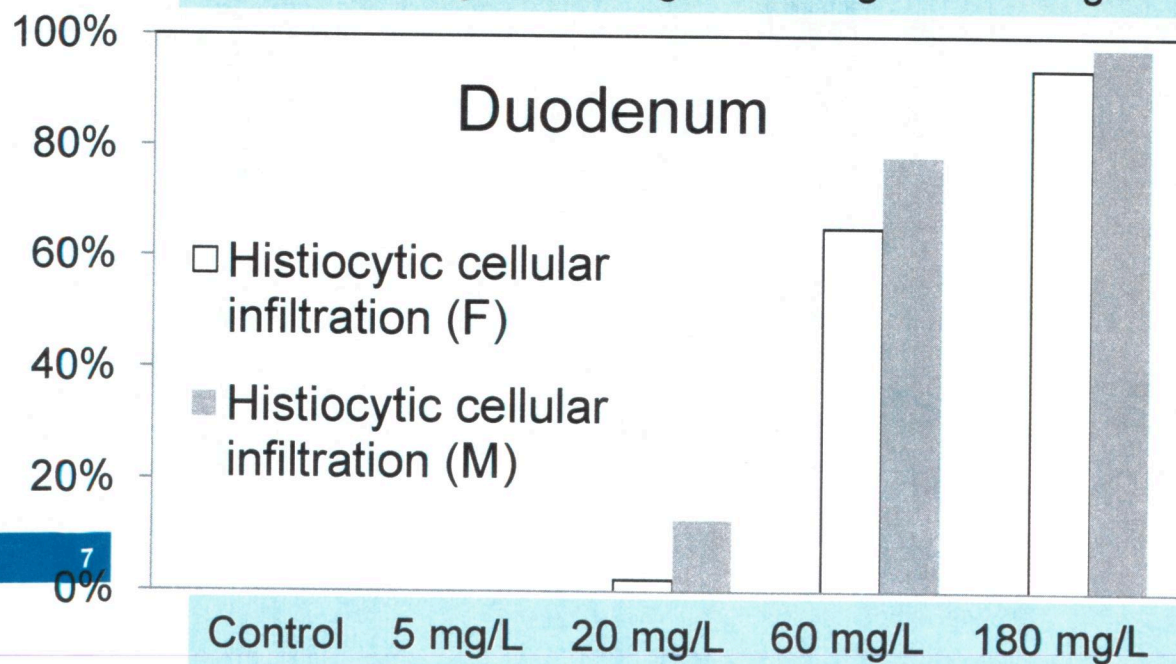 100%
Duodenum
80%
60%
Histiocytic cellular
infiltration (F)
40%
Histiocytic cellular
infiltration (M)
20%
7
0%
Control 5 mg/L 20 mg/L 60 mg/L 180 mg/L